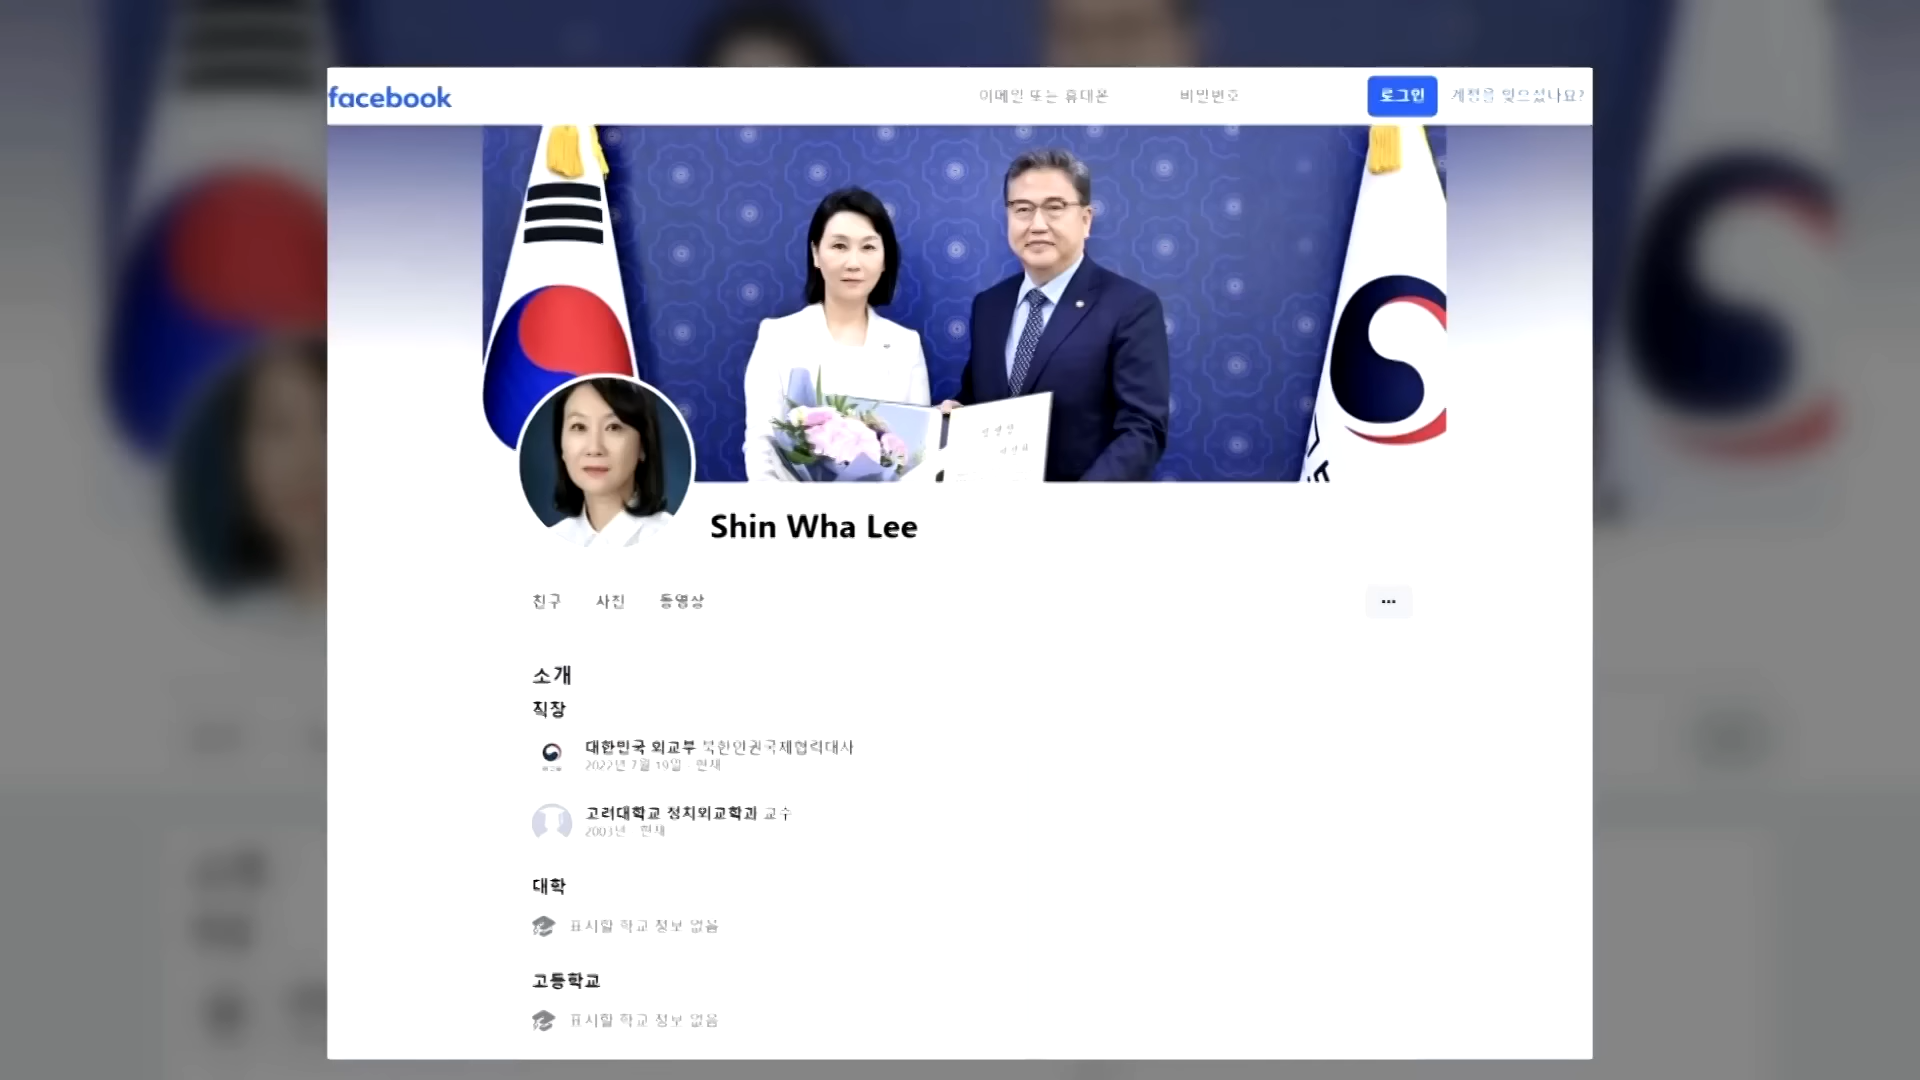 facebook
이메일 또는 휴대폰
비밀번호
로그인
계정을 잊으셨나요?
Shin Wha Lee
친구
사진
동영상
소개
직장
대한민국 외교부 북한인권국제협력대사
2022년 7월 19일 · 현재
고려대학교 정치외교학과 교수
2003년 · 현재
대학
표시할 학교 정보 없음
고등학교
표시할 학교 정보 없음